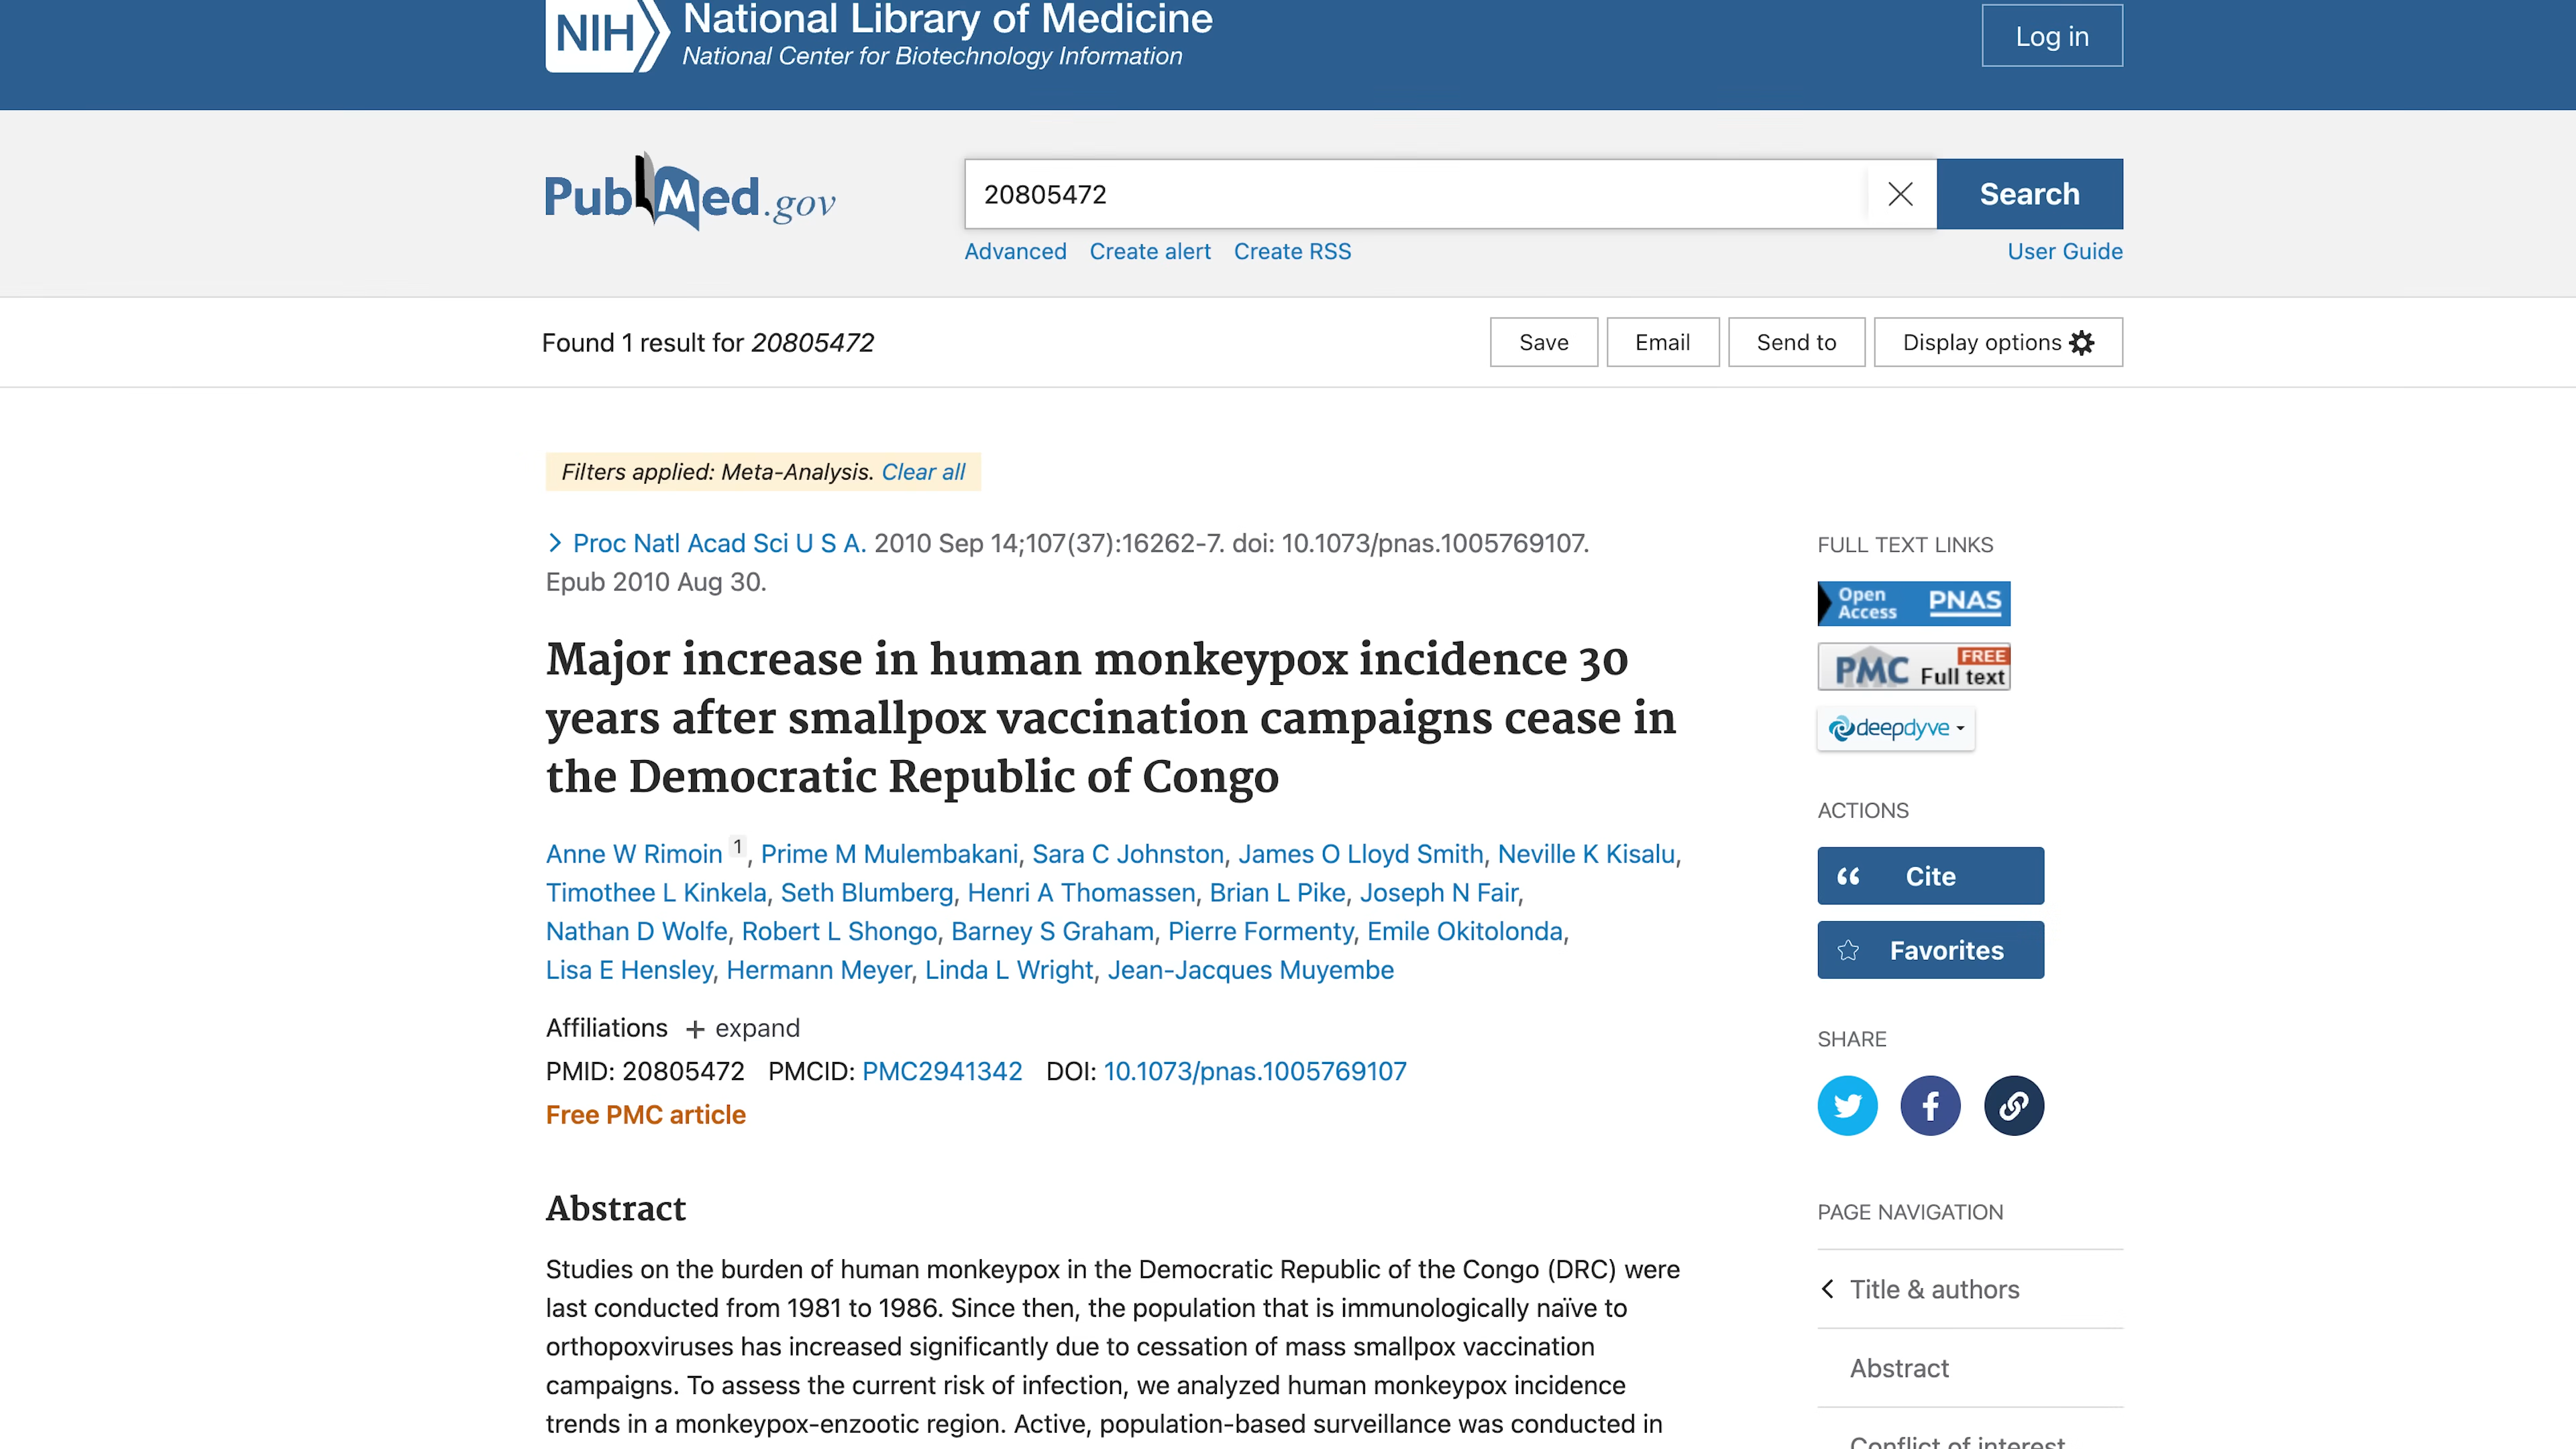 NIH National Library of Medicine
National Center for Biotechnology Information
Log in
PubMed.gov
20805472
Search
Advanced Create alert Create RSS
User Guide
Found 1 result for 20805472
Save Email Send to Display options
Filters applied: Meta-Analysis. Clear all
Proc Natl Acad Sci U S A. 2010 Sep 14;107(37):16262-7. doi: 10.1073/pnas.1005769107.
Epub 2010 Aug 30.
Major increase in human monkeypox incidence 30
years after smallpox vaccination campaigns cease in
the Democratic Republic of Congo
Anne W Rimoin 1, Prime M Mulembakani, Sara C Johnston, James O Lloyd Smith, Neville K Kisalu,
Timothee L Kinkela, Seth Blumberg, Henri A Thomassen, Brian L Pike, Joseph N Fair,
Nathan D Wolfe, Robert L Shongo, Barney S Graham, Pierre Formenty, Emile Okitolonda,
Lisa E Hensley, Hermann Meyer, Linda L Wright, Jean-Jacques Muyembe
Affiliations + expand
PMID: 20805472 PMCID: PMC2941342 DOI: 10.1073/pnas.1005769107
Free PMC article
Abstract
Studies on the burden of human monkeypox in the Democratic Republic of the Congo (DRC) were
last conducted from 1981 to 1986. Since then, the population that is immunologically naïve to
orthopoxviruses has increased significantly due to cessation of mass smallpox vaccination
campaigns. To assess the current risk of infection, we analyzed human monkeypox incidence
trends in a monkeypox-enzootic region. Active, population-based surveillance was conducted in
FULL TEXT LINKS
Open Access PNAS
PMC FREE Full text
deepdyve
ACTIONS
Cite
Favorites
SHARE
PAGE NAVIGATION
Title & authors
Abstract
Conflict of interest